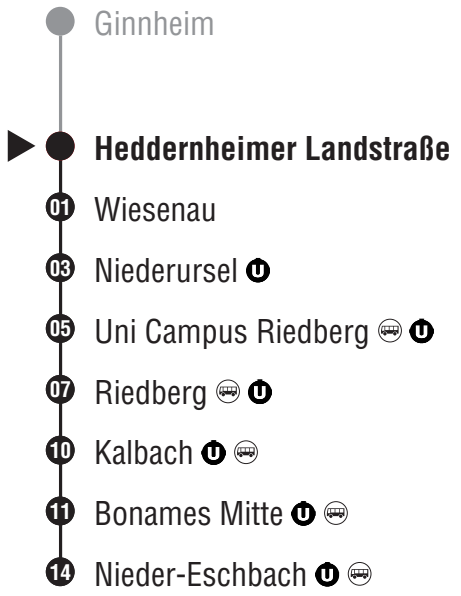 Ginnheim
Heddernheimer Landstraße
01 Wiesenau
03 Niederursel U
05 Uni Campus Riedberg U
07 Riedberg U
10 Kalbach U
11 Bonames Mitte U
14 Nieder-Eschbach U